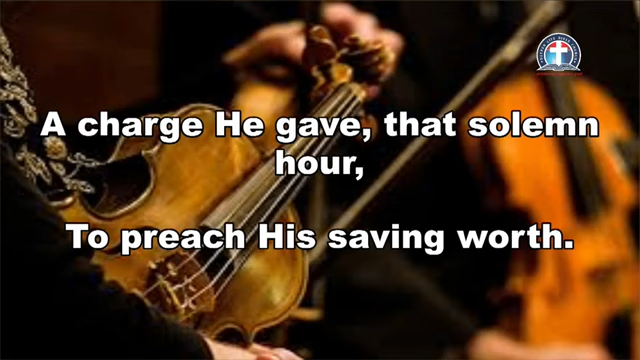 A charge He gave, that solemn
hour,
To preach His saving worth.